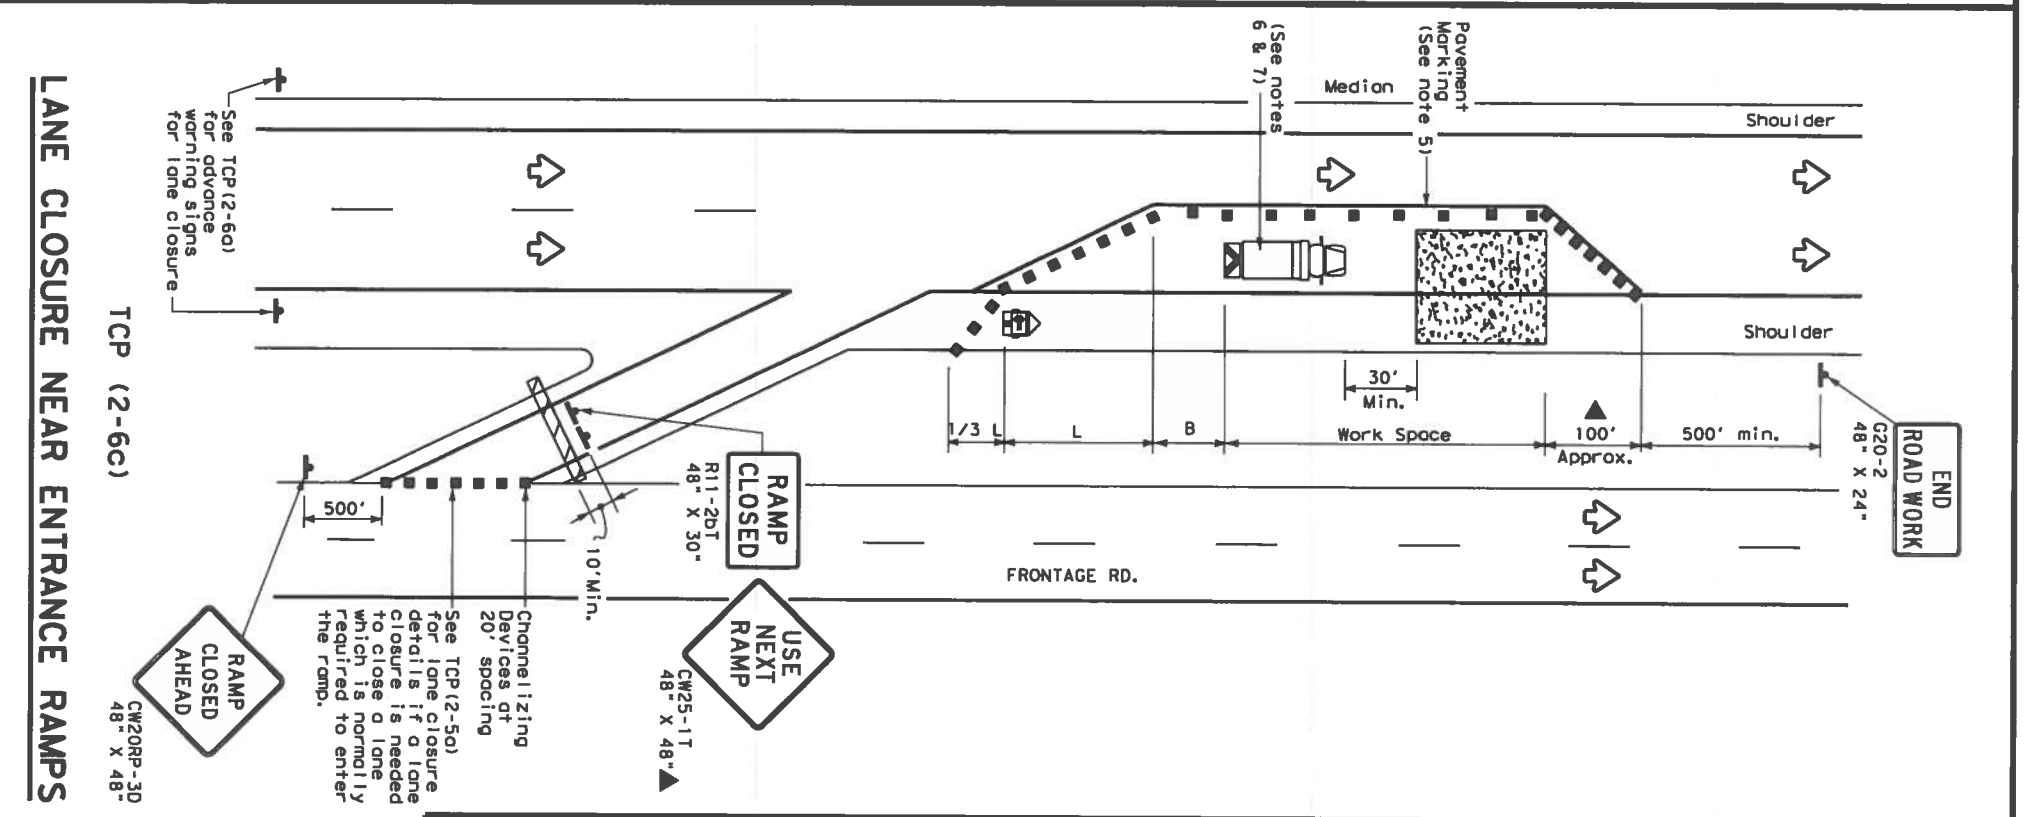 LANE CLOSURE NEAR ENTRANCE RAMPS
TCP (2-6c)
See TCP(2-6a)
for advance
warning signs
for lane closure
Pavement
Marking
(See note 5)
(See notes
6 & 7)
Median
Shoulder
Shoulder
30'
Min.
1/3 L
L
B
Work Space
100'
Approx.
500' min.
END
ROAD WORK
G20-2
48" X 24"
RAMP
CLOSED
R11-2bT
48" X 30"
10'Min.
500'
FRONTAGE RD.
USE
NEXT
RAMP
CW25-1T
48" X 48"
Channelizing
Devices at
20' spacing
See TCP(2-5a)
for lane closure
details if a lane
closure is needed
to close a lane
which is normally
required to enter
the ramp.
RAMP
CLOSED
AHEAD
CW20RP-3D
48" X 48"